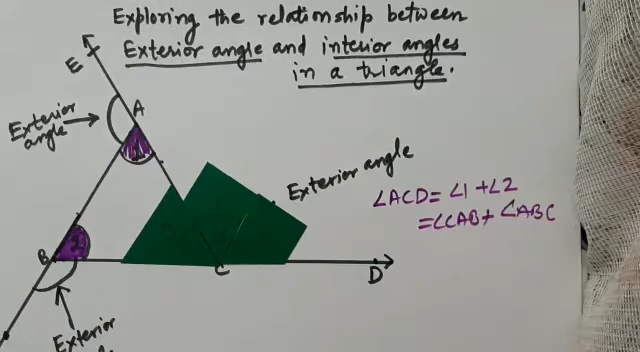 Exploring the relationship between
Exterior angle and interior angles
in a triangle.
E
A
Exterior
angle
1
Exterior angle
∠ACD = ∠1 + ∠2
= ∠CAB + ∠ABC
2
B
C
D
Exterior